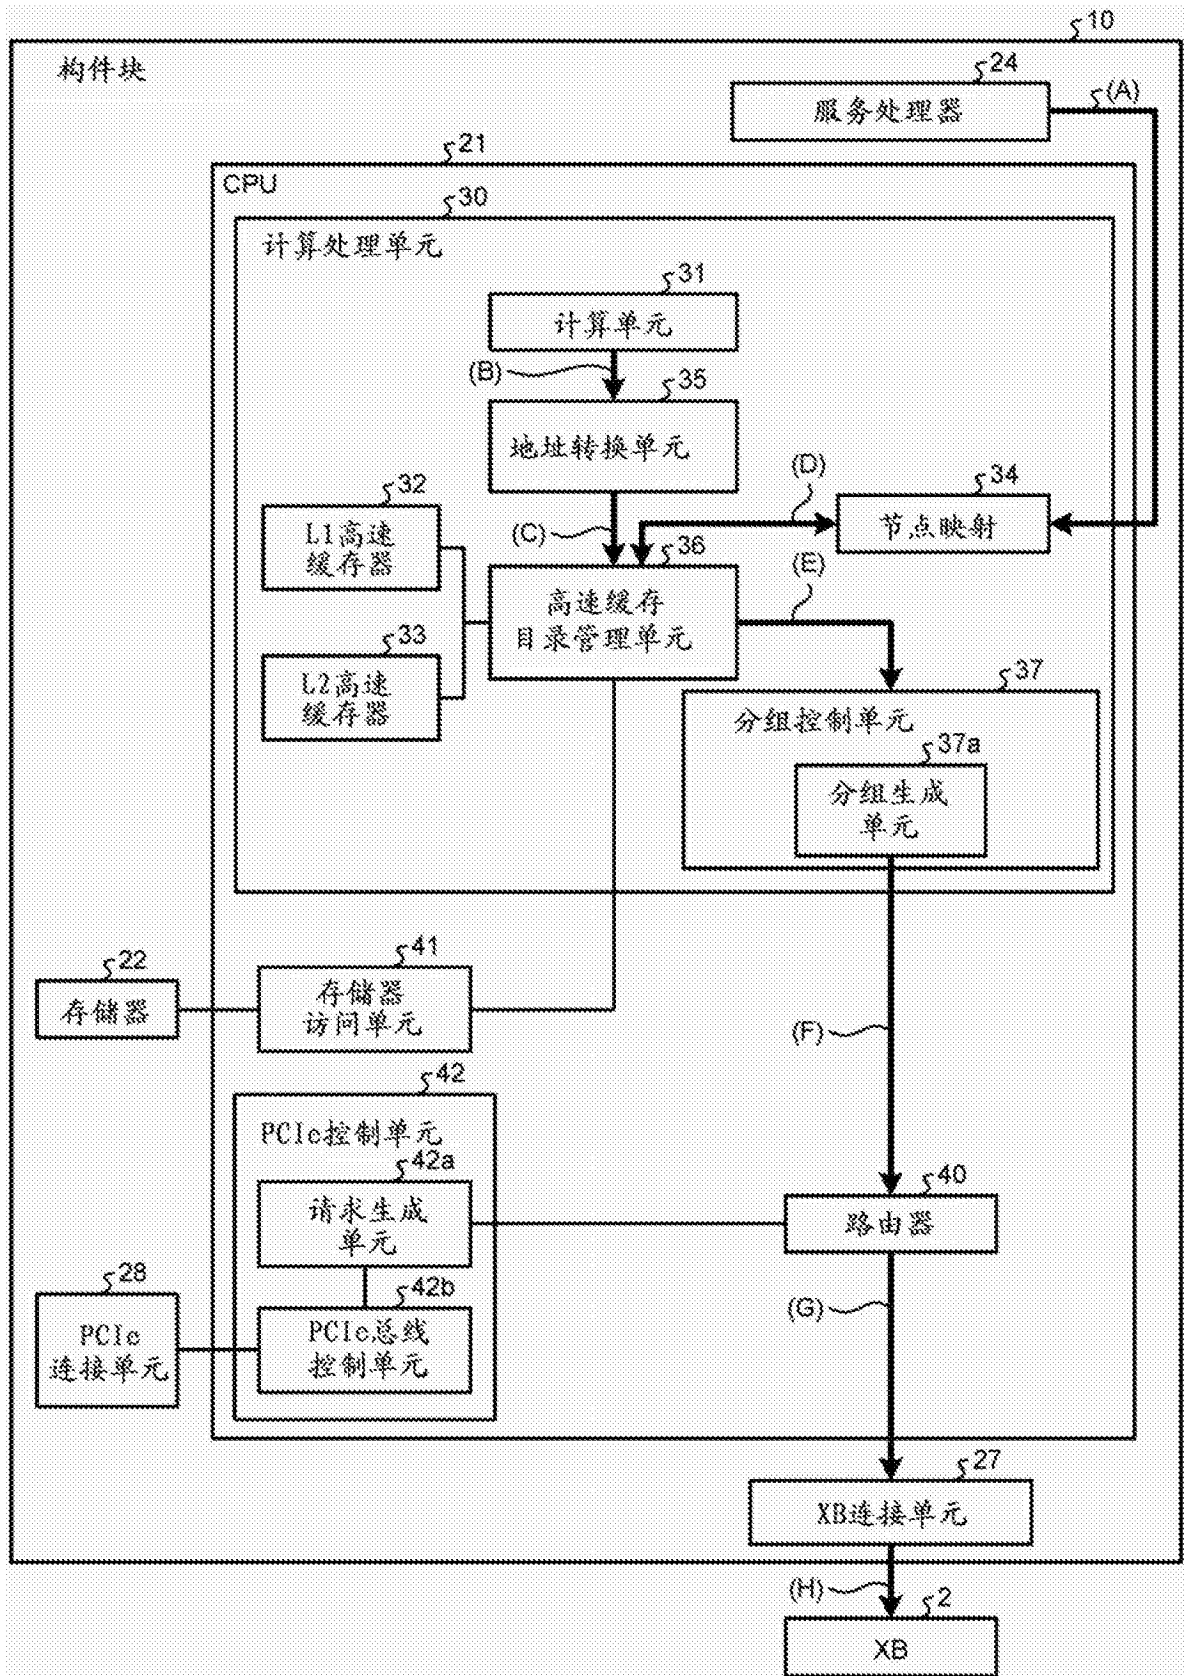 10
构件块
24
服务处理器
(A)
21
CPU
30
计算处理单元
31
计算单元
(B)
35
地址转换单元
(D)
34
节点映射
32
L1高速
缓存器
(C)
36
高速缓存
目录管理单元
(E)
33
L2高速
缓存器
37
分组控制单元
37a
分组生成
单元
22
存储器
41
存储器
访问单元
(F)
42
PCIe控制单元
42a
请求生成
单元
40
路由器
28
PCIe
连接单元
42b
PCIe总线
控制单元
(G)
27
XB连接单元
(H)
2
XB